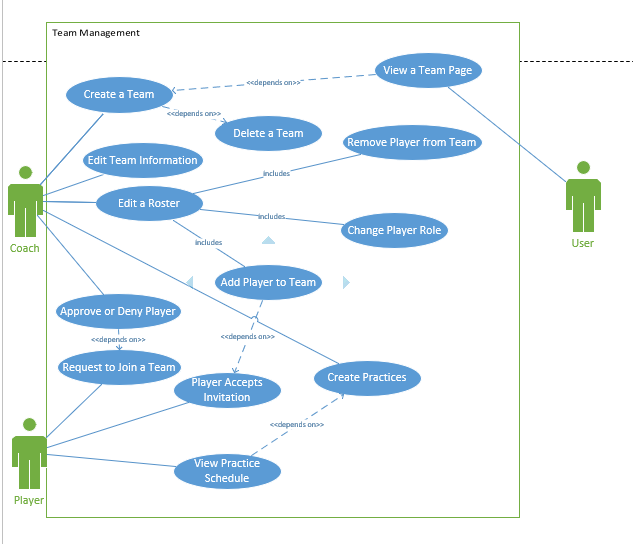 Team Management
View a Team Page
<<depends on>>
Create a Team
<<depends on>>
Delete a Team
Remove Player from Team
Edit Team Information
includes
Edit a Roster
includes
Change Player Role
Coach
User
includes
Add Player to Team
Approve or Deny Player
<<depends on>>
<<depends on>>
Request to Join a Team
Player Accepts
Invitation
Create Practices
<<depends on>>
View Practice
Schedule
Player